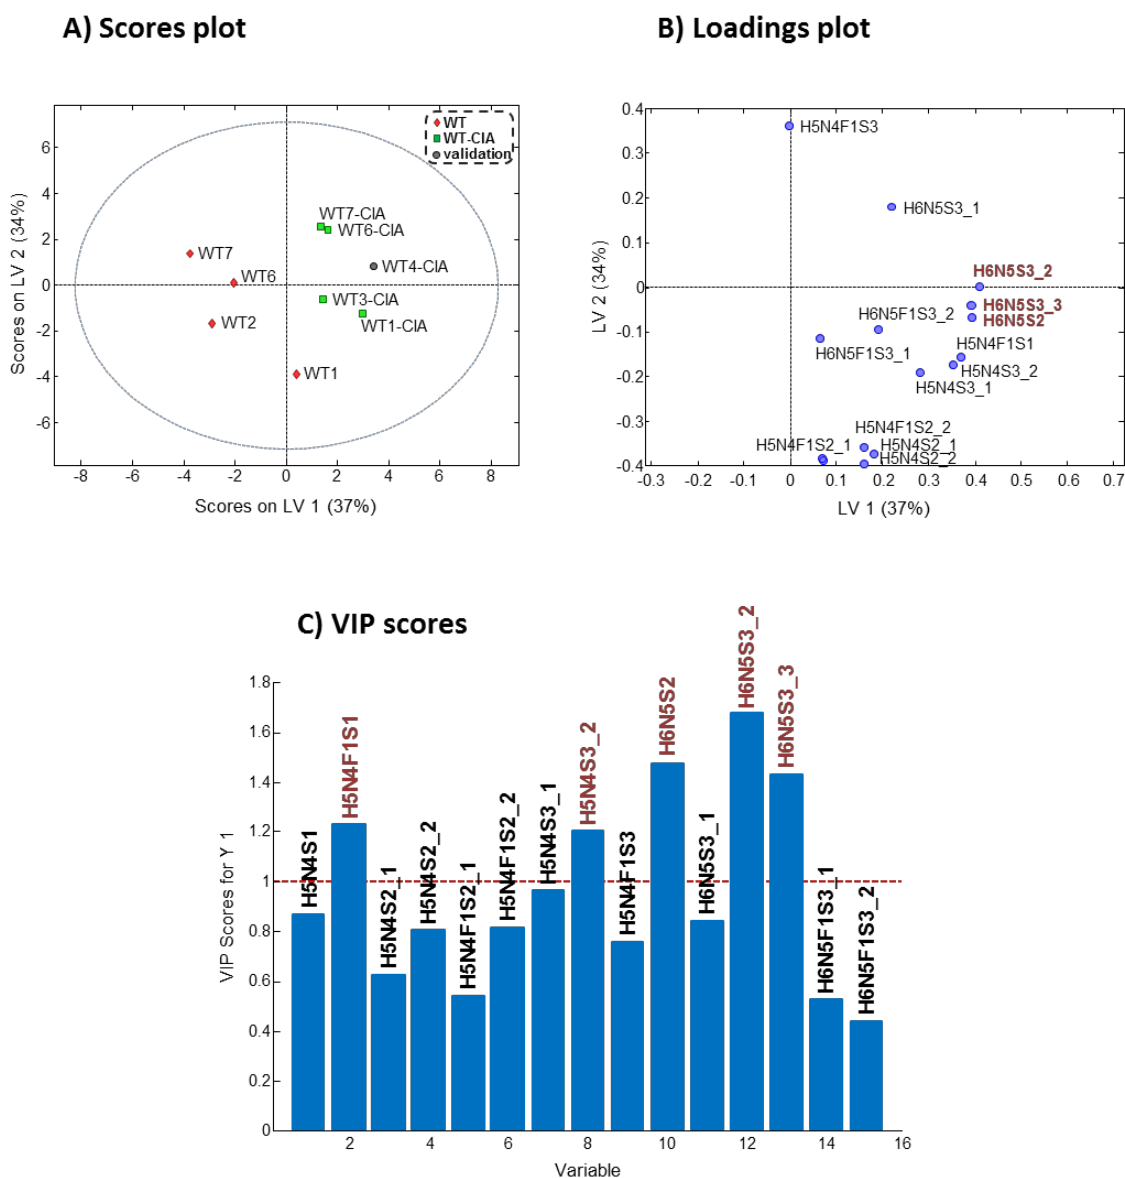 A) Scores plot
B) Loadings plot
WT
WT-CIA
validation
6
4
2
0
-2
-4
-6
Scores on LV 2 (34%)
WT7-CIA
WT6-CIA
WT7
WT4-CIA
WT6
WT3-CIA
WT2
WT1-CIA
WT1
-8 -6 -4 -2 0 2 4 6 8
Scores on LV 1 (37%)
0.4
0.3
0.2
0.1
0
-0.1
-0.2
-0.3
-0.4
LV 2 (34%)
H5N4F1S3
H6N5S3_1
H6N5S3_2
H6N5S3_3
H6N5F1S3_2
H6N5S2
H5N4F1S1
H6N5F1S3_1
H5N4S3_2
H5N4S3_1
H5N4F1S2_2
H5N4F1S2_1
H5N4S2_1
H5N4S2_2
-0.3 -0.2 -0.1 0 0.1 0.2 0.3 0.4 0.5 0.6 0.7
LV 1 (37%)
C) VIP scores
1.8
1.6
1.4
1.2
1
0.8
0.6
0.4
0.2
0
VIP Scores for Y 1
H5N4S1
H5N4F1S1
H5N4S2_1
H5N4S2_2
H5N4F1S2_1
H5N4F1S2_2
H5N4S3_1
H5N4S3_2
H5N4F1S3
H6N5S2
H6N5S3_1
H6N5S3_2
H6N5S3_3
H6N5F1S3_1
H6N5F1S3_2
2 4 6 8 10 12 14 16
Variable